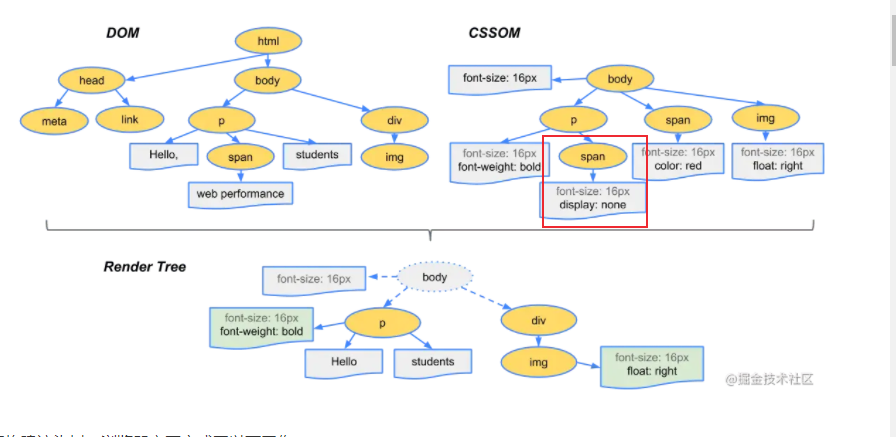 DOM
CSSOM
html
head
body
meta
link
p
div
Hello,
span
students
img
web performance
font-size: 16px
body
p
span
img
font-size: 16px
font-weight: bold
span
font-size: 16px
color: red
font-size: 16px
float: right
font-size: 16px
display: none
Render Tree
font-size: 16px
body
font-size: 16px
font-weight: bold
p
div
Hello
students
img
font-size: 16px
float: right
@掘金技术社区